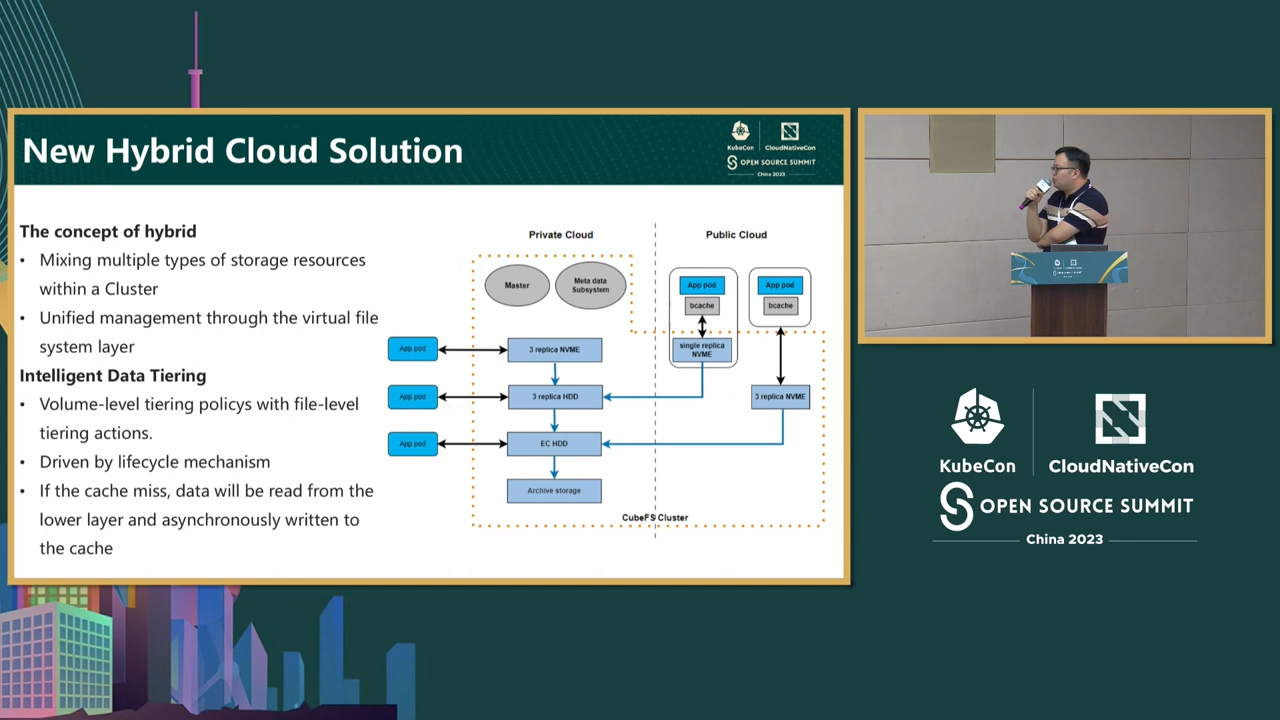 New Hybrid Cloud Solution
KubeCon
CloudNativeCon
OPEN SOURCE SUMMIT
China 2023
The concept of hybrid
• Mixing multiple types of storage resources
within a Cluster
• Unified management through the virtual file
system layer
Intelligent Data Tiering
• Volume-level tiering policys with file-level
tiering actions.
• Driven by lifecycle mechanism
• If the cache miss, data will be read from the
lower layer and asynchronously written to
the cache
Private Cloud
Public Cloud
Master
Meta data
Subsystem
App pod
bcache
App pod
bcache
App pod
3 replica NVME
single replica
NVME
App pod
3 replica HDD
3 replica NVME
App pod
EC HDD
Archive storage
CubeFS Cluster
KubeCon
CloudNativeCon
OPEN SOURCE SUMMIT
China 2023